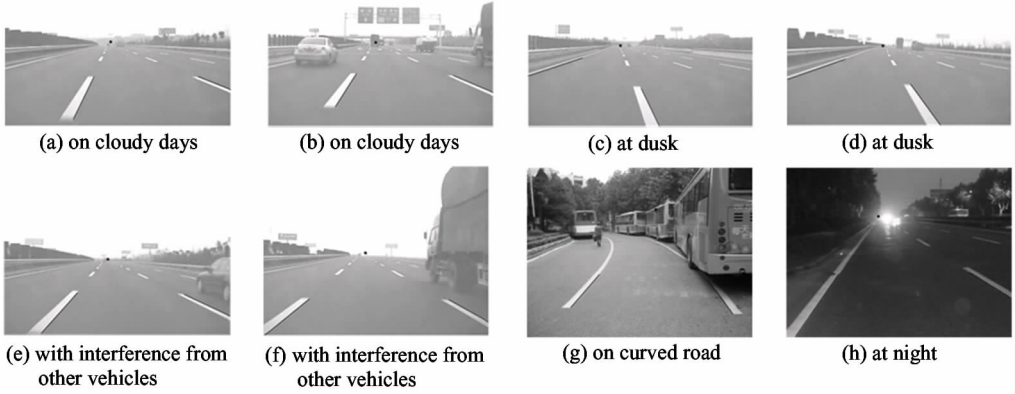 (a) on cloudy days
(b) on cloudy days
(c) at dusk
(d) at dusk
(e) with interference from
other vehicles
(f) with interference from
other vehicles
(g) on curved road
(h) at night